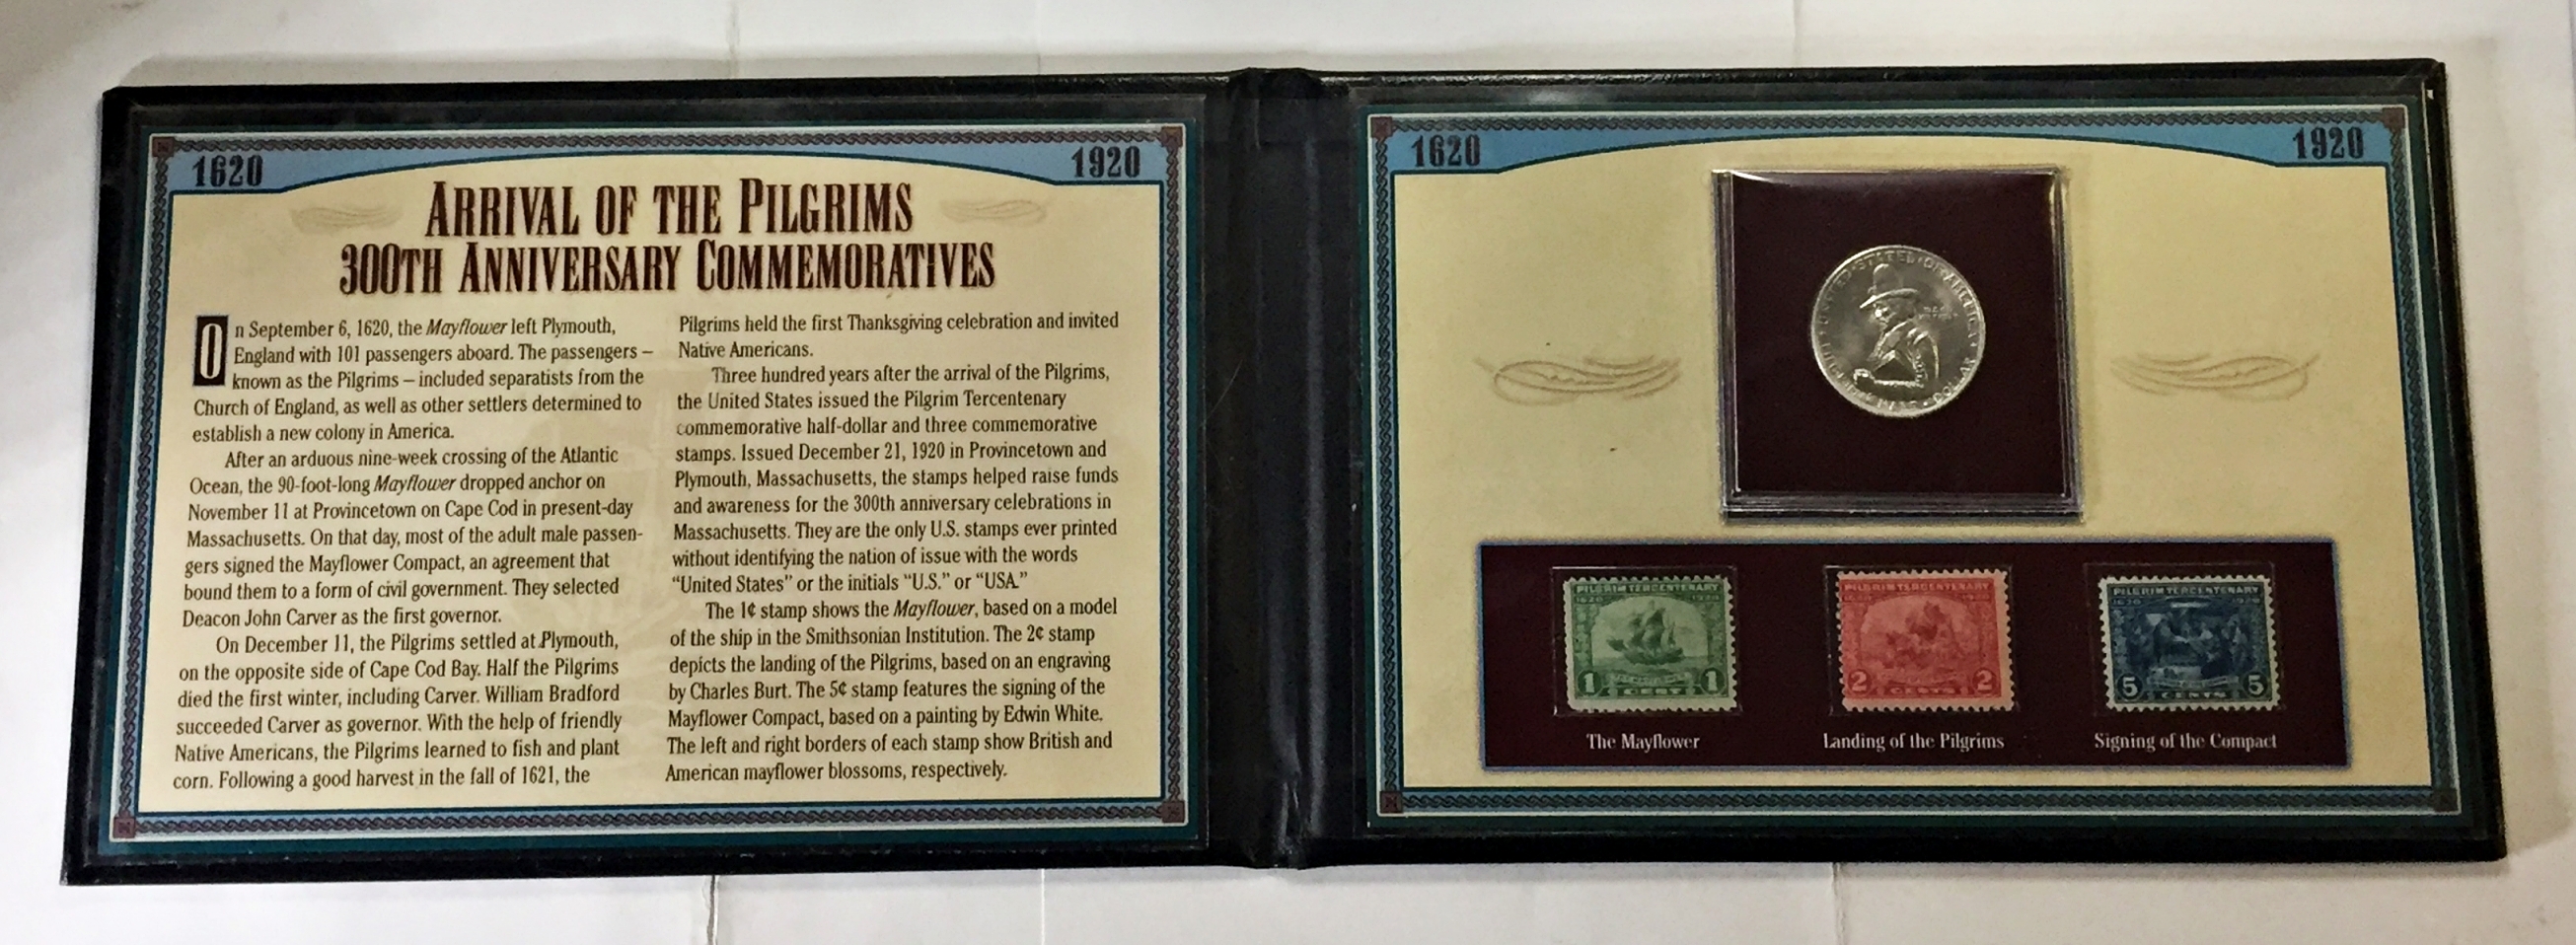 1620
1920
ARRIVAL OF THE PILGRIMS
300TH ANNIVERSARY COMMEMORATIVES
On September 6, 1620, the Mayflower left Plymouth,
England with 101 passengers aboard. The passengers –
known as the Pilgrims – included separatists from the
Church of England, as well as other settlers determined to
establish a new colony in America.
After an arduous nine-week crossing of the Atlantic
Ocean, the 90-foot-long Mayflower dropped anchor on
November 11 at Provincetown on Cape Cod in present-day
Massachusetts. On that day, most of the adult male passen-
gers signed the Mayflower Compact, an agreement that
bound them to a form of civil government. They selected
Deacon John Carver as the first governor.
On December 11, the Pilgrims settled at Plymouth,
on the opposite side of Cape Cod Bay. Half the Pilgrims
died the first winter, including Carver. William Bradford
succeeded Carver as governor. With the help of friendly
Native Americans, the Pilgrims learned to fish and plant
corn. Following a good harvest in the fall of 1621, the
Pilgrims held the first Thanksgiving celebration and invited
Native Americans.
Three hundred years after the arrival of the Pilgrims,
the United States issued the Pilgrim Tercentenary
commemorative half-dollar and three commemorative
stamps. Issued December 21, 1920 in Provincetown and
Plymouth, Massachusetts, the stamps helped raise funds
and awareness for the 300th anniversary celebrations in
Massachusetts. They are the only U.S. stamps ever printed
without identifying the nation of issue with the words
“United States” or the initials “U.S.” or “USA.”
The 1¢ stamp shows the Mayflower, based on a model
of the ship in the Smithsonian Institution. The 2¢ stamp
depicts the landing of the Pilgrims, based on an engraving
by Charles Burt. The 5¢ stamp features the signing of the
Mayflower Compact, based on a painting by Edwin White.
The left and right borders of each stamp show British and
American mayflower blossoms, respectively.
1620
1920
UNITED STATES OF AMERICA
HALF DOLLAR
PILGRIM TERCENTENARY
1620 1920
1 CENT 1
The Mayflower
PILGRIM TERCENTENARY
2 CENTS 2
Landing of the Pilgrims
PILGRIM TERCENTENARY
1620 1920
5 CENTS 5
Signing of the Compact